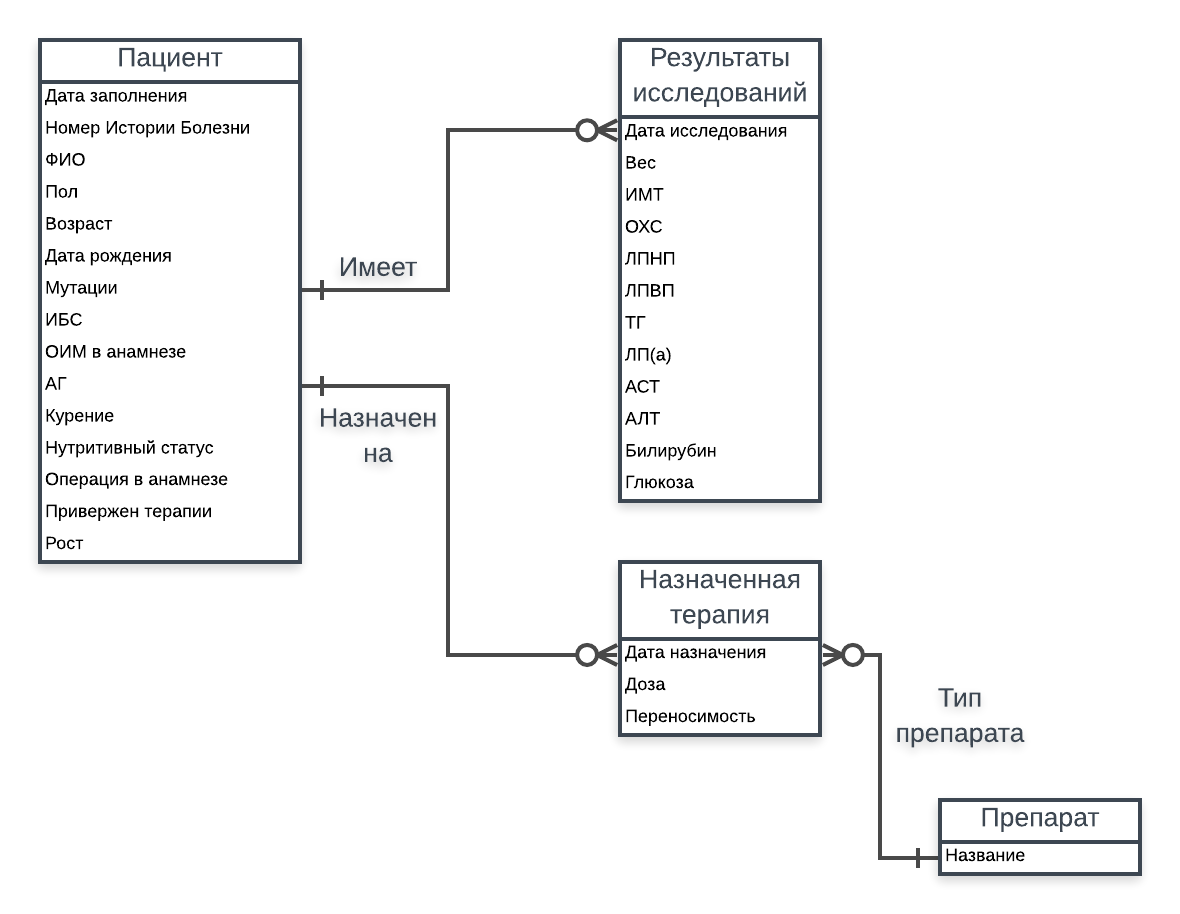 Пациент
Дата заполнения
Номер Истории Болезни
ФИО
Пол
Возраст
Дата рождения
Мутации
ИБС
ОИМ в анамнезе
АГ
Курение
Нутритивный статус
Операция в анамнезе
Привержен терапии
Рост
Имеет
Назначен
на
Результаты
исследований
Дата исследования
Вес
ИМТ
ОХС
ЛПНП
ЛПВП
ТГ
ЛП(а)
АСТ
АЛТ
Билирубин
Глюкоза
Назначенная
терапия
Дата назначения
Доза
Переносимость
Тип
препарата
Препарат
Название